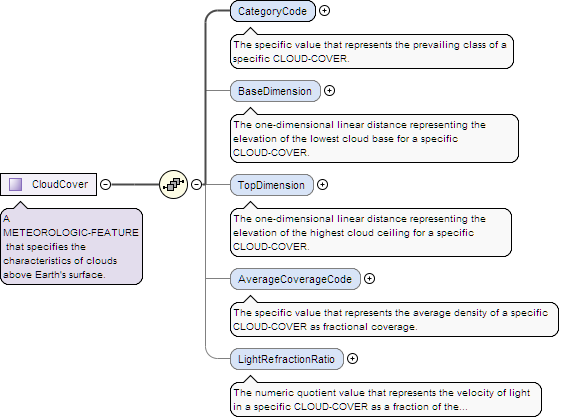 CategoryCode
The specific value that represents the prevailing class of a
specific CLOUD-COVER.
BaseDimension
The one-dimensional linear distance representing the
elevation of the lowest cloud base for a specific
CLOUD-COVER.
CloudCover
A
METEOROLOGIC-FEATURE
that specifies the
characteristics of clouds
above Earth's surface.
TopDimension
The one-dimensional linear distance representing the
elevation of the highest cloud ceiling for a specific
CLOUD-COVER.
AverageCoverageCode
The specific value that represents the average density of a specific
CLOUD-COVER as fractional coverage.
LightRefractionRatio
The numeric quotient value that represents the velocity of light
in a specific CLOUD-COVER as a fraction of the...